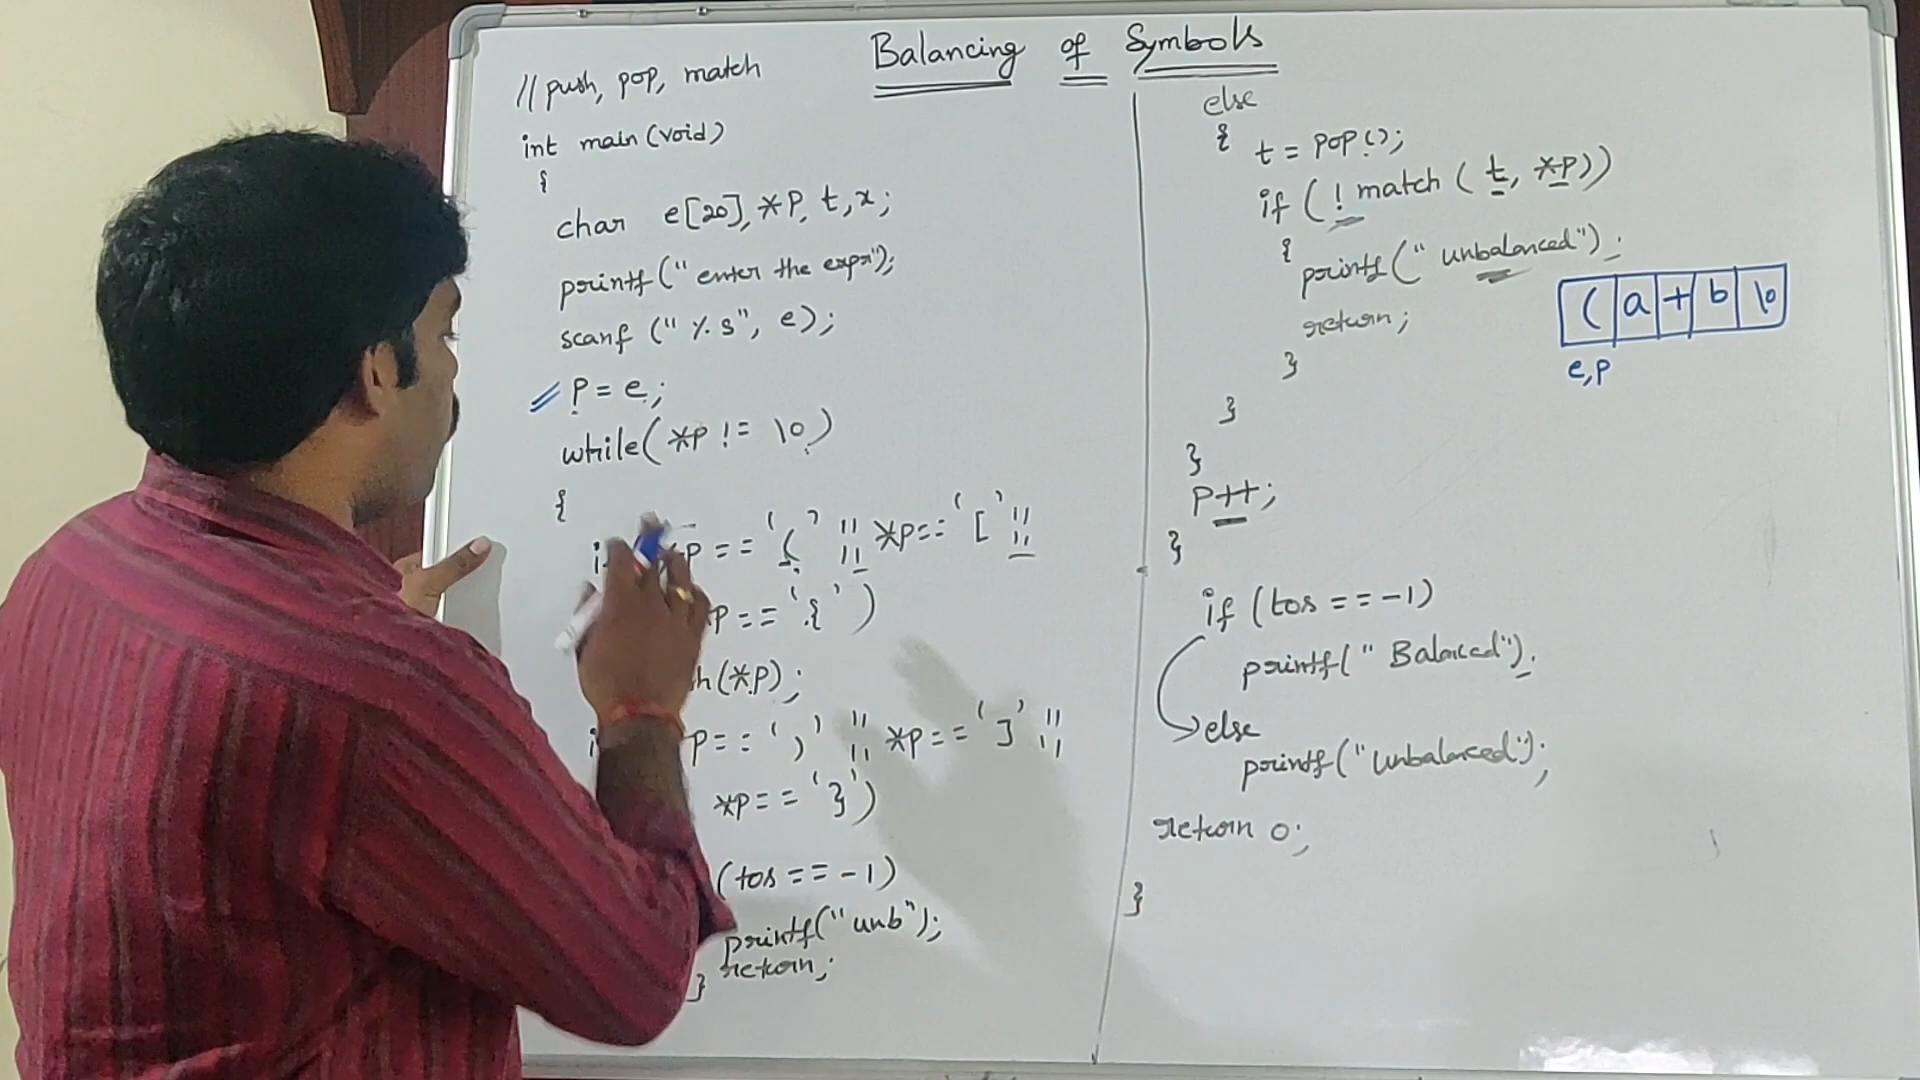 Balancing of Symbols
// push, pop, match
int main(void)
{
char e[20], *p, t, x;
printf("enter the expr");
scanf ("%s", e);
p = e;
while(*p != \0)
{
*p == '(' || *p == '[' ||
p == '{' )
h(*p);
p == ')' || *p == ']' ||
*p == '}')
(tos == -1)
printf("unb");
return;
}
else
{ t = pop();
if (!match (t, *p))
{ printf("unbalanced");
return;
}
}
}
p++;
}
if (tos == -1)
printf("Balanced");
else
printf("Unbalanced");
return 0;
}
( a + b \0
e,p